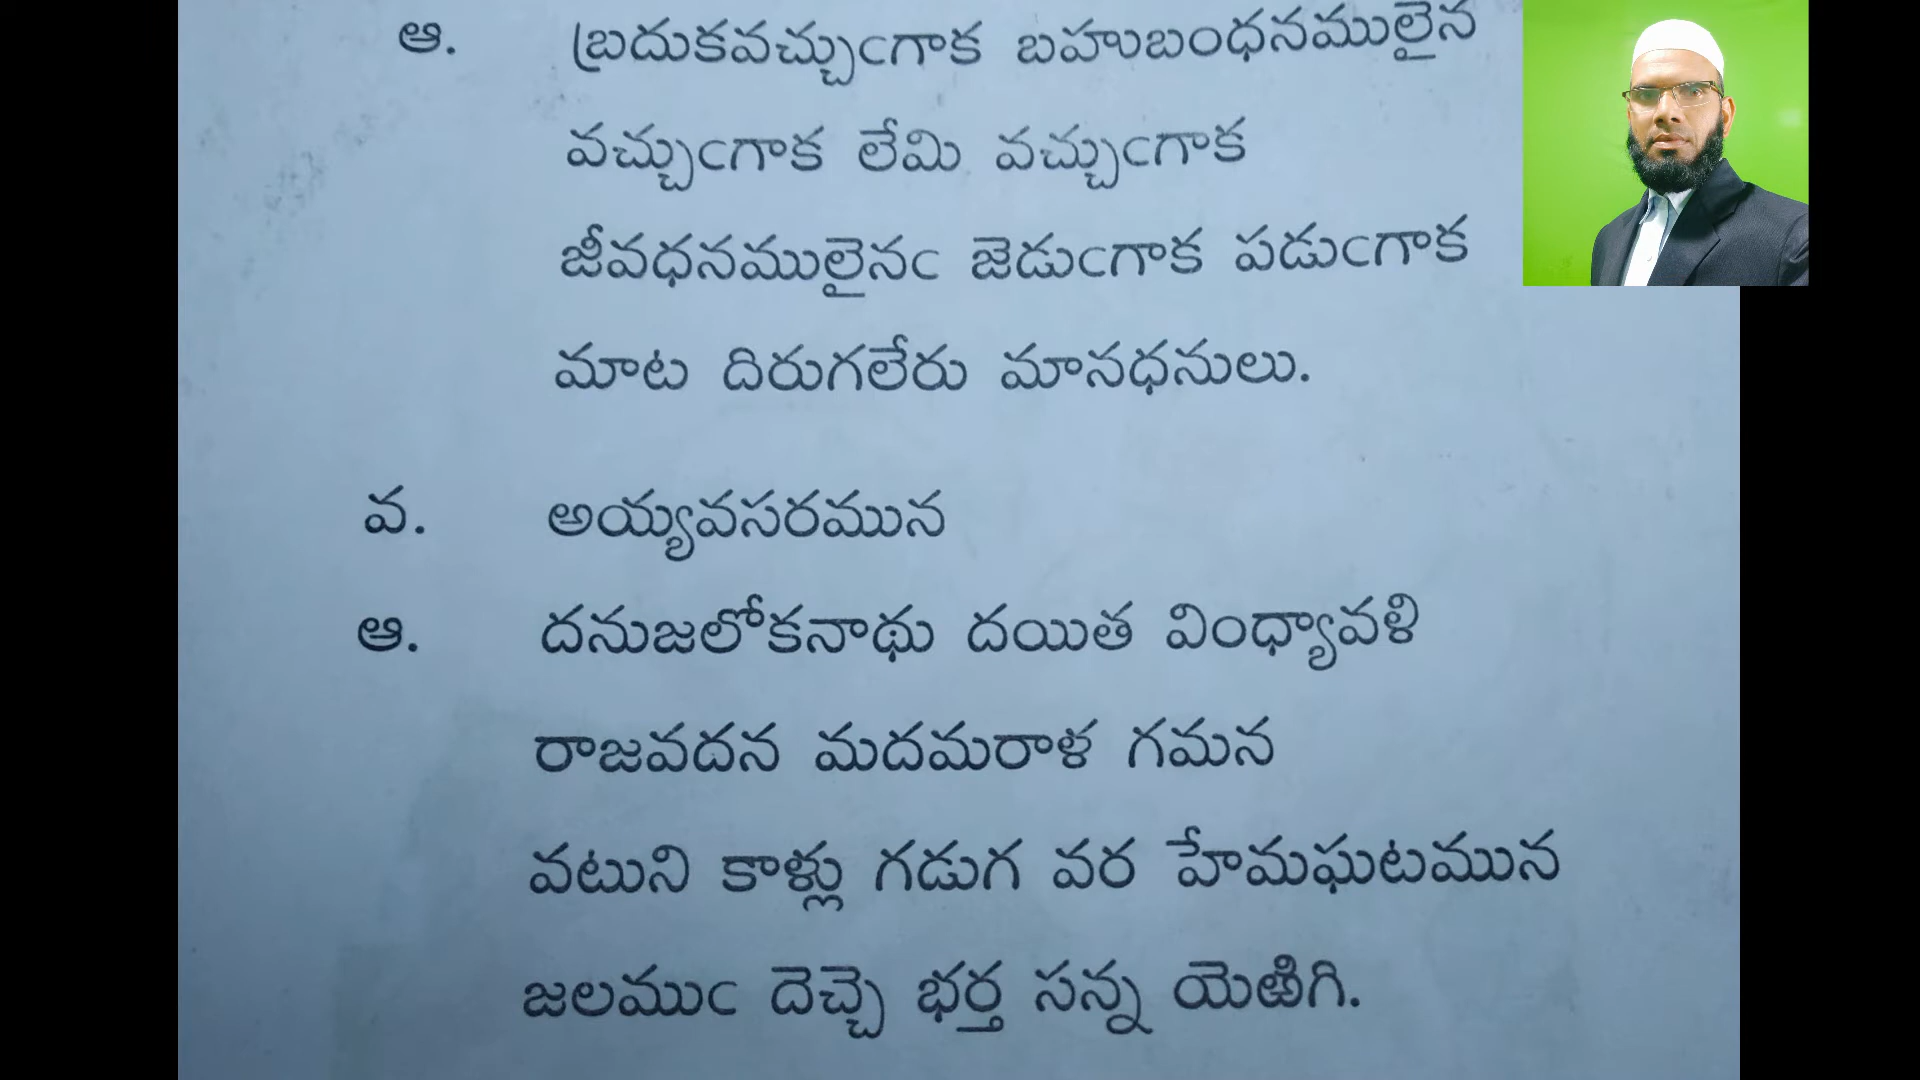 ఆ. బ్రదుకవచ్చుఁగాక బహుబంధనములైన
వచ్చుఁగాక లేమి వచ్చుఁగాక
జీవధనములైనఁ జెడుఁగాక పడుఁగాక
మాట దిరుగలేరు మానధనులు.
వ. అయ్యవసరమున
ఆ. దనుజలోకనాథు దయిత వింధ్యావళి
రాజవదన మదమరాళ గమన
వటుని కాళ్లు గడుగ వర హేమఘటమున
జలముఁ దెచ్చె భర్త సన్న యెఱిగి.